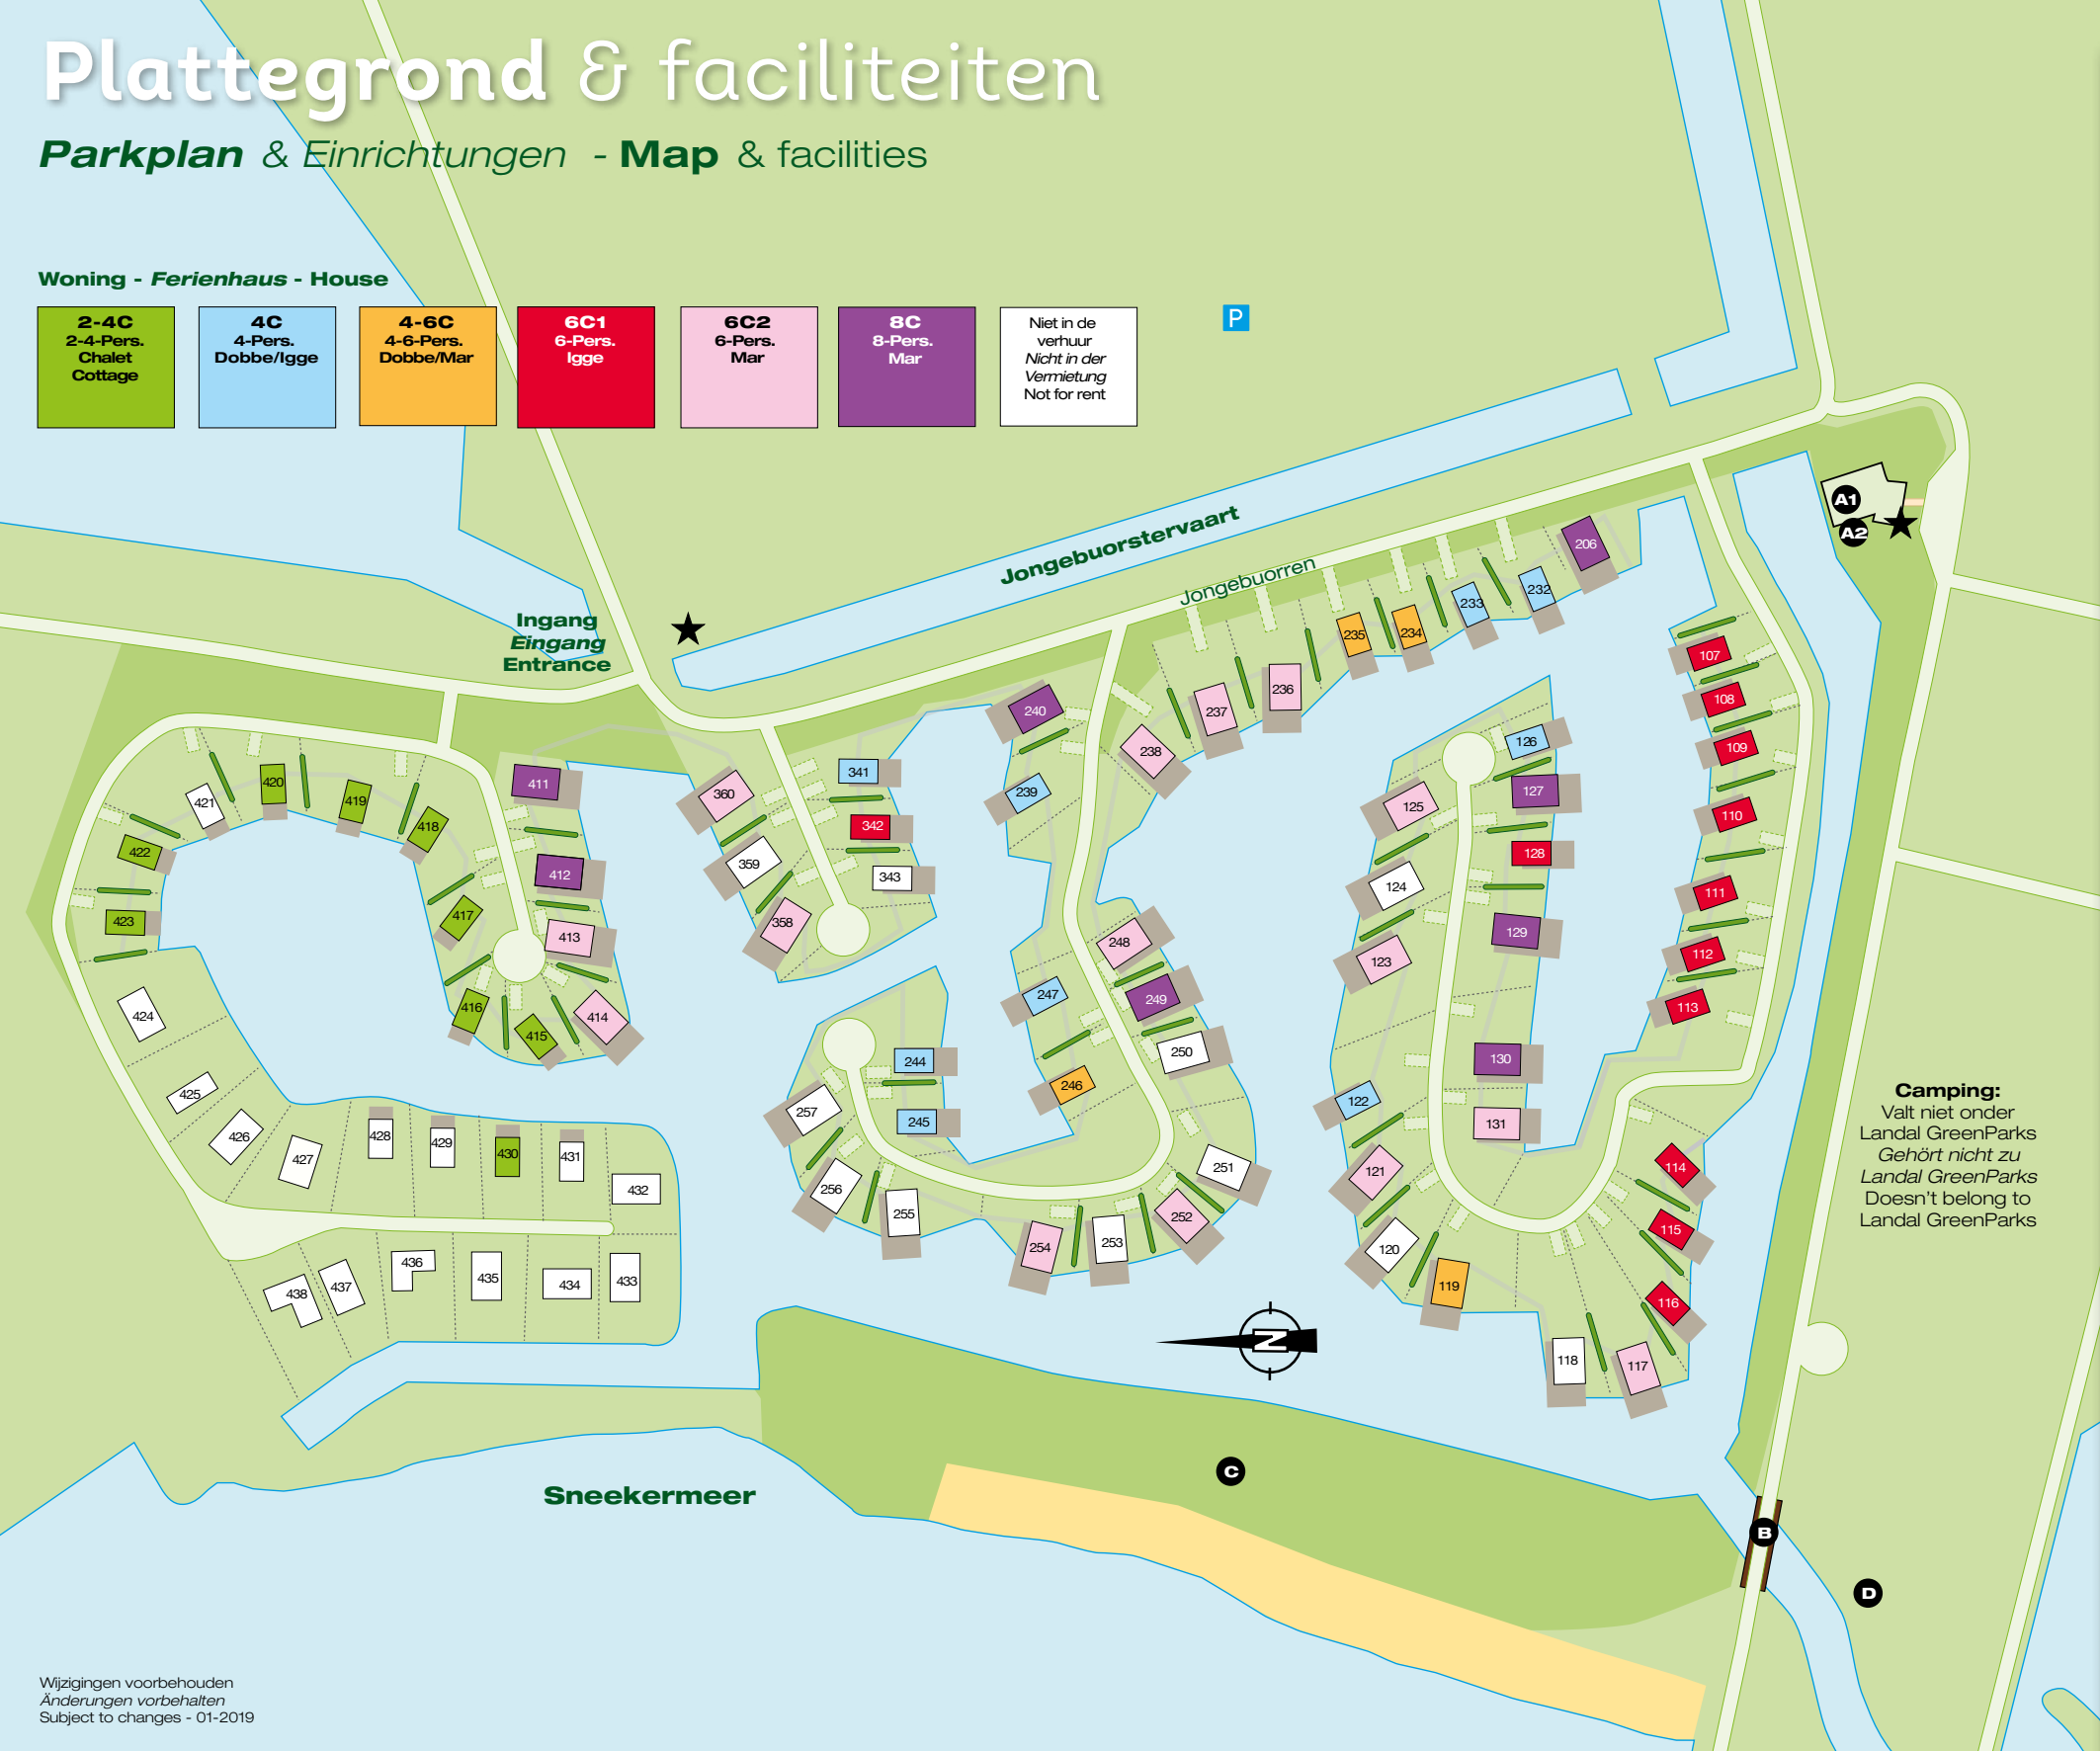 Plattegrond & faciliteiten
Parkplan & Einrichtungen - Map & facilities
Woning - Ferienhaus - House
2-4C
2-4-Pers.
Chalet
Cottage
4C
4-Pers.
Dobbe/Igge
4-6C
4-6-Pers.
Dobbe/Mar
6C1
6-Pers.
Igge
6C2
6-Pers.
Mar
8C
8-Pers.
Mar
Niet in de
verhuur
Nicht in der
Vermietung
Not for rent
P
A1
A2
Jongebuorstervaart
Jongebuorren
Ingang
Eingang
Entrance
206
232
233
234
235
236
237
238
240
239
107
108
109
110
111
112
113
126
127
128
129
130
131
125
124
123
122
121
120
119
118
117
116
115
114
341
342
343
360
359
358
411
412
413
414
415
416
417
418
419
420
421
422
423
424
425
426
427
428
429
430
431
432
433
434
435
436
437
438
244
245
246
247
248
249
250
251
252
253
254
255
256
257
Camping:
Valt niet onder
Landal GreenParks
Gehört nicht zu
Landal GreenParks
Doesn't belong to
Landal GreenParks
N
C
B
D
Sneekermeer
Wijzigingen voorbehouden
Änderungen vorbehalten
Subject to changes - 01-2019